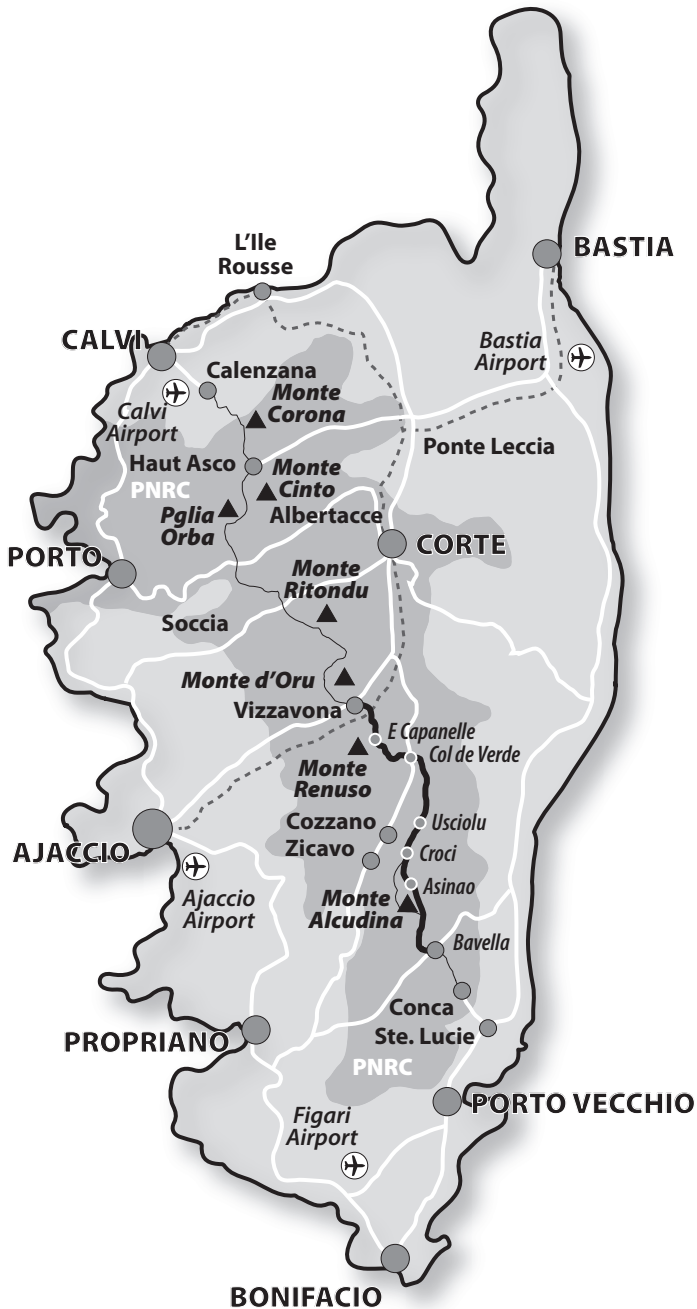 L'Ile
Rousse
BASTIA
CALVI
Bastia
Airport
Calenzana
Monte
Corona
Calvi
Airport
Ponte Leccia
Haut Asco
Monte
Cinto
PNRC
Pglia
Orba
Albertacce
CORTE
PORTO
Monte
Ritondu
Soccia
Monte d'Oru
Vizzavona
E Capanelle
Col de Verde
Monte
Renuso
Cozzano
Usciolu
Zicavo
Croci
AJACCIO
Ajaccio
Airport
Asinao
Monte
Alcudina
Bavella
Conca
Ste. Lucie
PROPRIANO
PNRC
PORTO VECCHIO
Figari
Airport
BONIFACIO